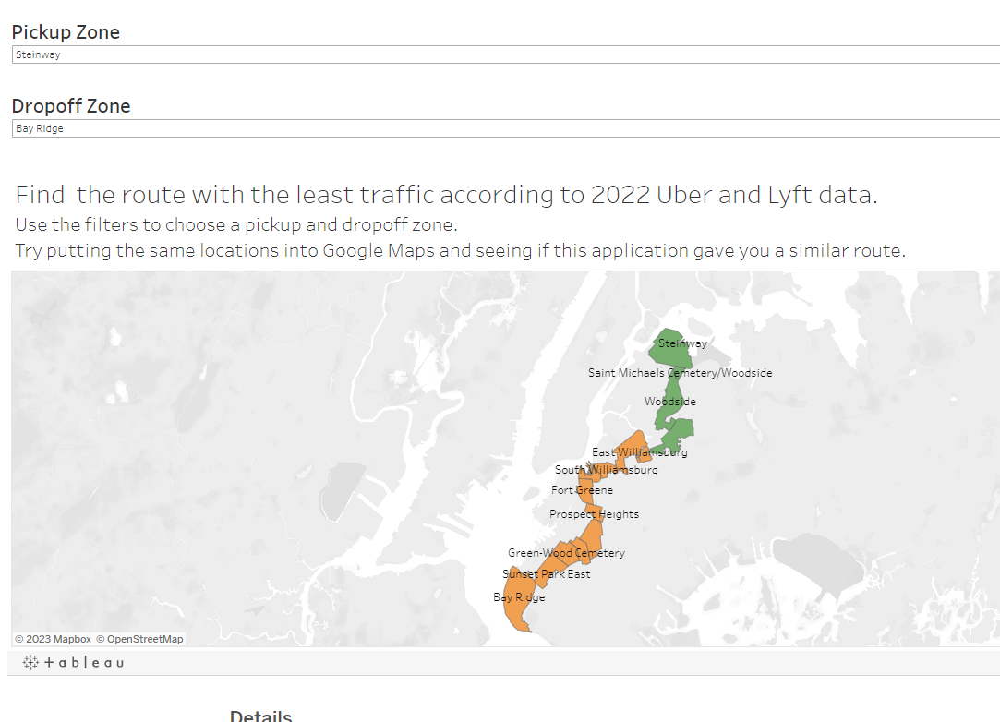 Pickup Zone
Steinway
Dropoff Zone
Bay Ridge
Find  the route with the least traffic according to 2022 Uber and Lyft data.
Use the filters to choose a pickup and dropoff zone.
Try putting the same locations into Google Maps and seeing if this application gave you a similar route.
Steinway
Saint Michaels Cemetery/Woodside
Woodside
East Williamsburg
South Williamsburg
Fort Greene
Prospect Heights
Green-Wood Cemetery
Sunset Park East
Bay Ridge
© 2023 Mapbox © OpenStreetMap
+ableau
Details